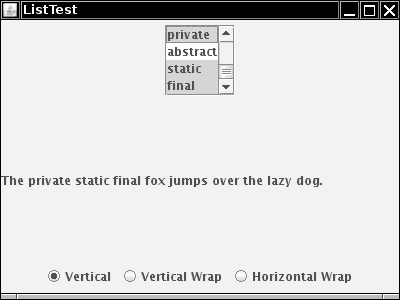 ListTest
private
abstract
static
final
The private static final fox jumps over the lazy dog.
Vertical Vertical Wrap Horizontal Wrap